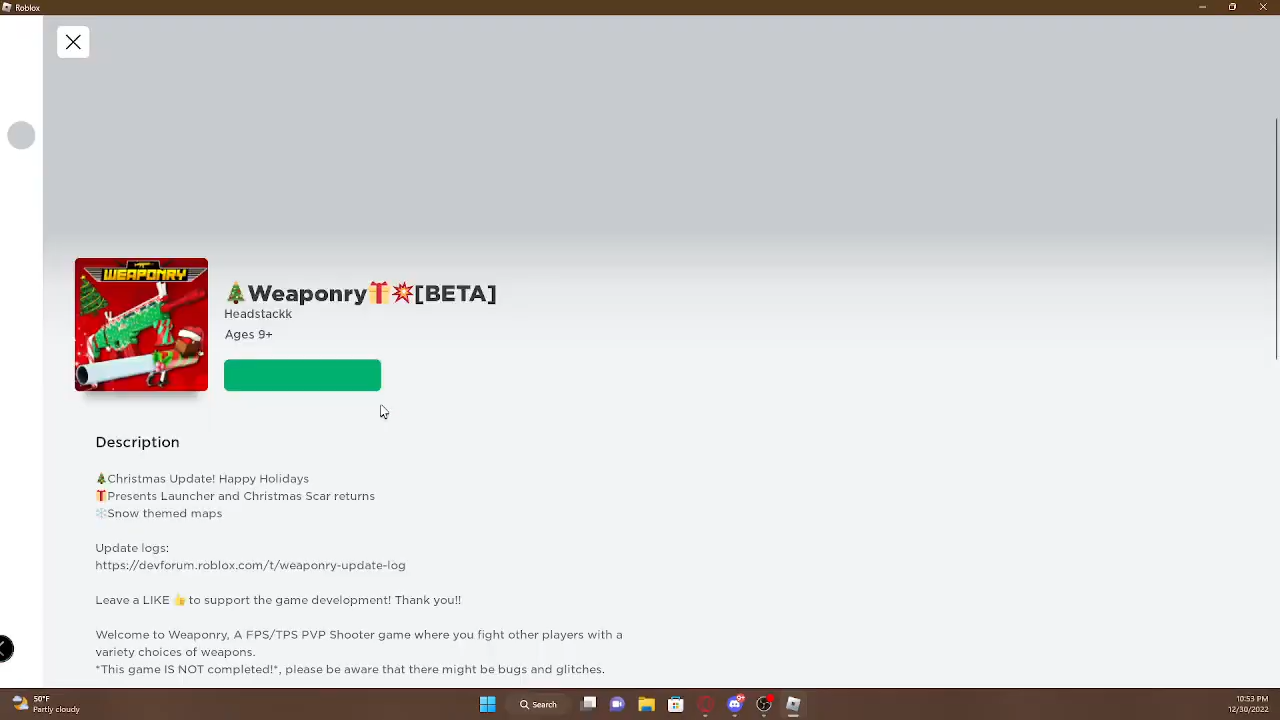 Roblox
WEAPONRY
🎄Weaponry🎁💥[BETA]
Headstackk
Ages 9+
Description
🎄Christmas Update! Happy Holidays
🎁Presents Launcher and Christmas Scar returns
❄️Snow themed maps
Update logs:
https://devforum.roblox.com/t/weaponry-update-log
Leave a LIKE 👍 to support the game development! Thank you!!
Welcome to Weaponry, A FPS/TPS PVP Shooter game where you fight other players with a
variety choices of weapons.
*This game IS NOT completed!*, please be aware that there might be bugs and glitches.
50°F
Partly cloudy
Search
10:53 PM
12/30/2022